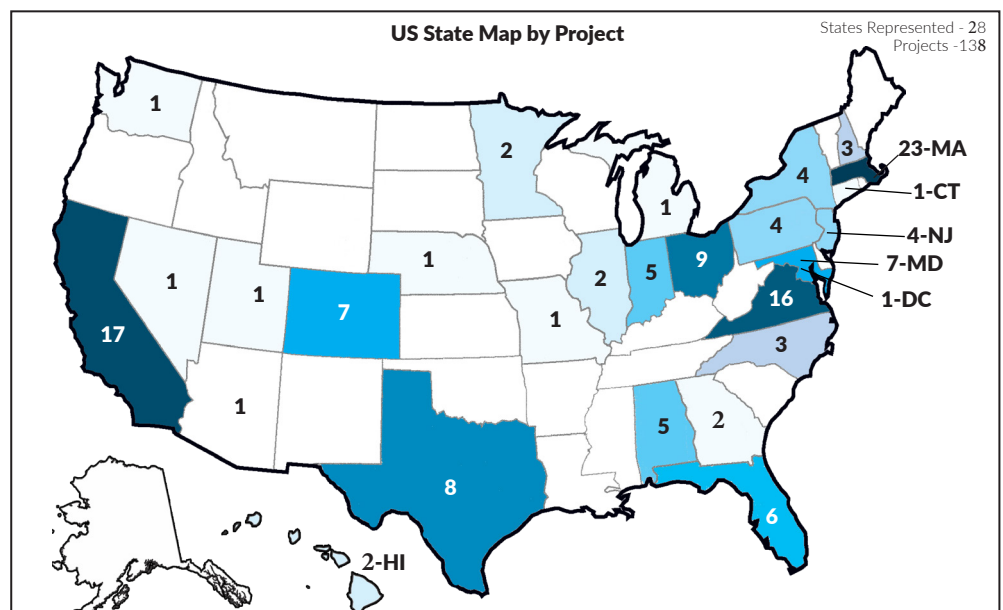 US State Map by Project
States Represented - 28
Projects -138
1
2
3
23-MA
4
1-CT
1
4
4-NJ
1
9
7-MD
1
1
2
5
1-DC
7
16
17
1
3
1
5
2
8
6
2-HI